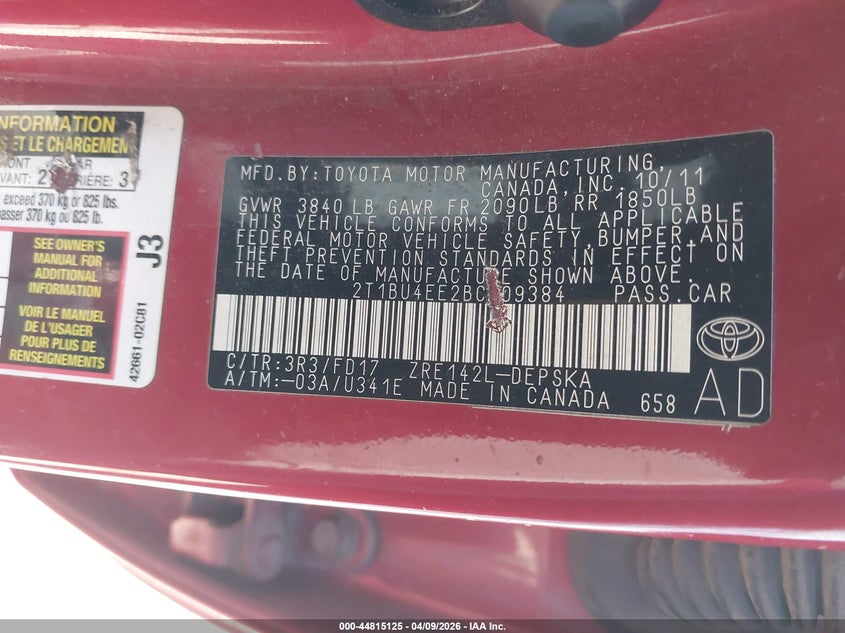 INFORMATION
ET LE CHARGEMEN
42661-02C81
J3
exceed 370 kg or 825 lbs.
passer 370 kg ou 825 lb.
SEE OWNER'S
MANUAL FOR
ADDITIONAL
INFORMATION
VOIR LE MANUEL
DE L'USAGER
POUR PLUS DE
RENSEIGNEMENTS
MFD. BY:TOYOTA MOTOR MANUFACTURING,
CANADA, INC. 10/11
GVWR 3840 LB GAWR FR 2090LB RR 1850LB
THIS VEHICLE CONFORMS TO ALL APPLICABLE
FEDERAL MOTOR VEHICLE SAFETY, BUMPER, AND
THEFT PREVENTION STANDARDS IN EFFECT ON
THE DATE OF MANUFACTURE SHOWN ABOVE.
PASS.CAR
C/TR:3R3/FD17 ZRE142L-DEPSKA
A/TM:-03A/U341E MADE IN CANADA 658
AD
000-44815125 - 04/09/2026 - IAA Inc.